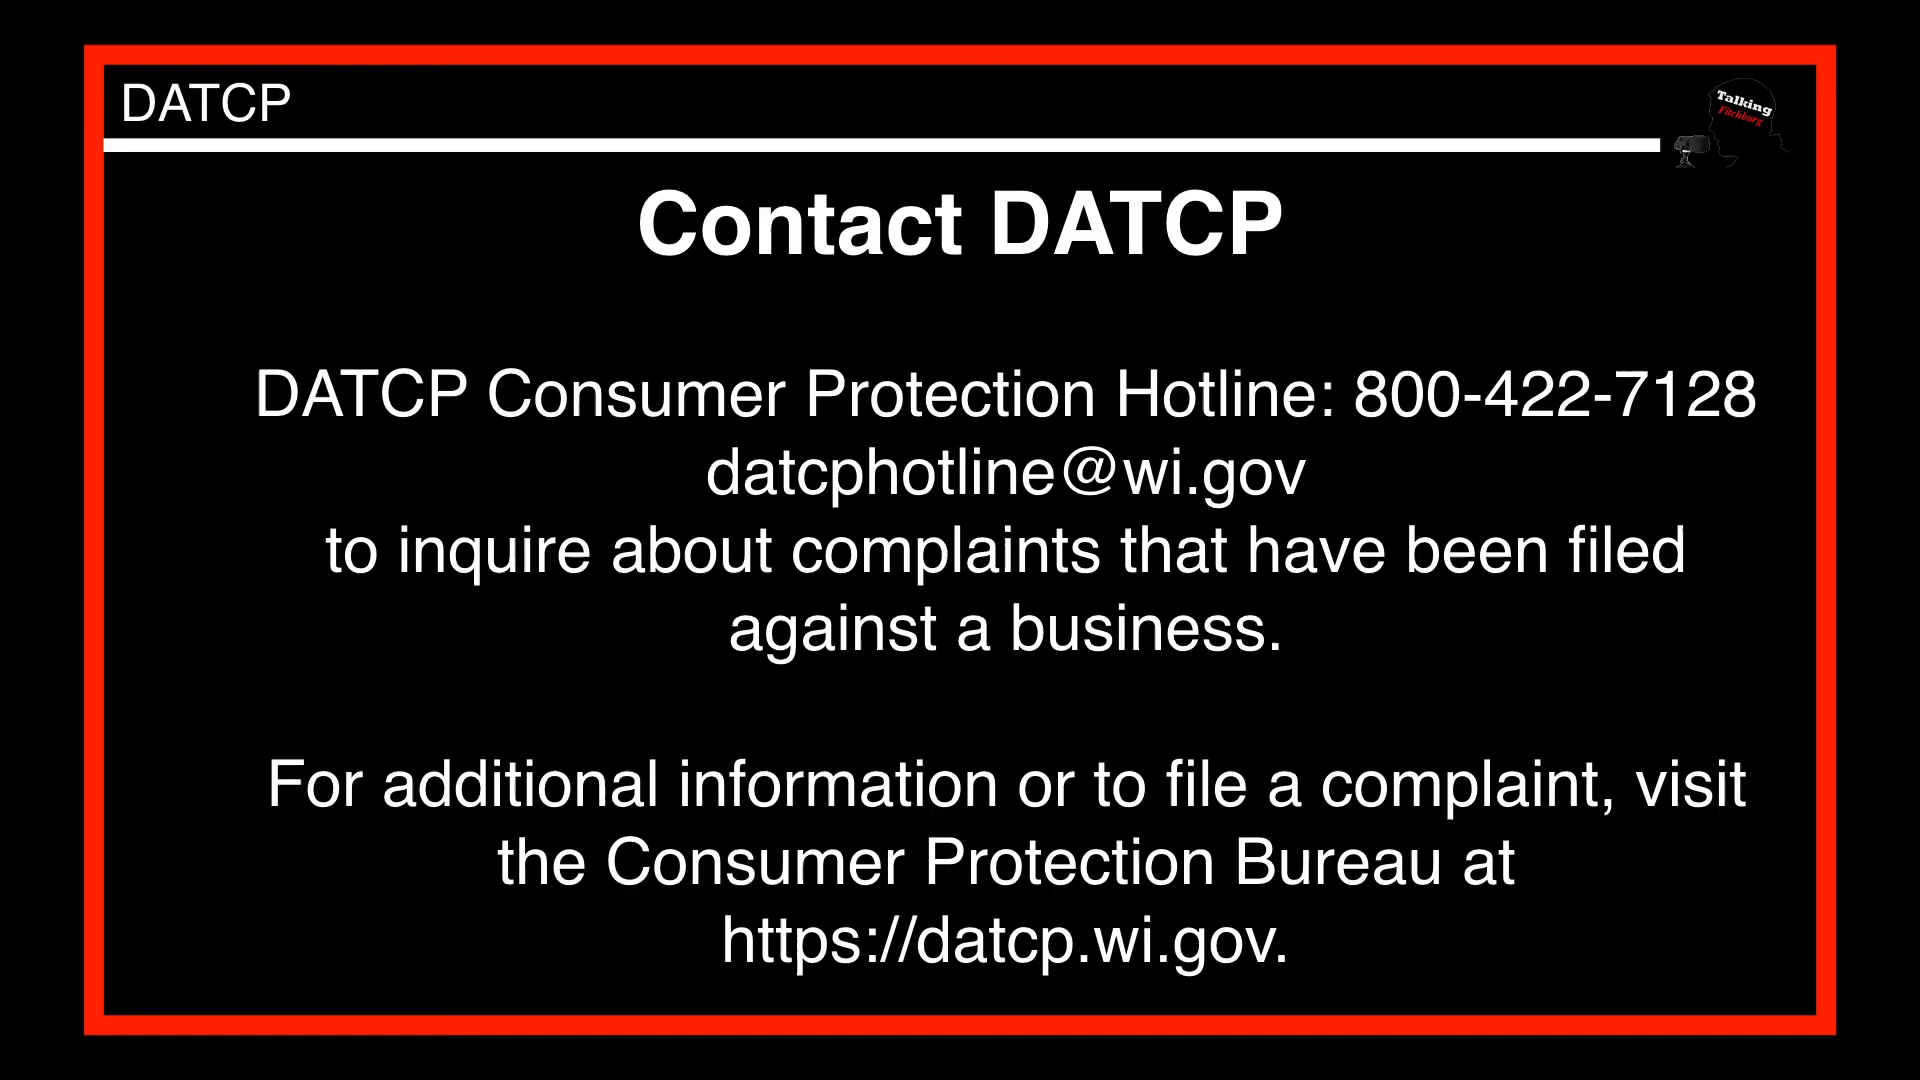 DATCP
Talking
Fitchburg
Contact DATCP
DATCP Consumer Protection Hotline: 800-422-7128
datcphotline@wi.gov
to inquire about complaints that have been filed
against a business.
For additional information or to file a complaint, visit
the Consumer Protection Bureau at
https://datcp.wi.gov.